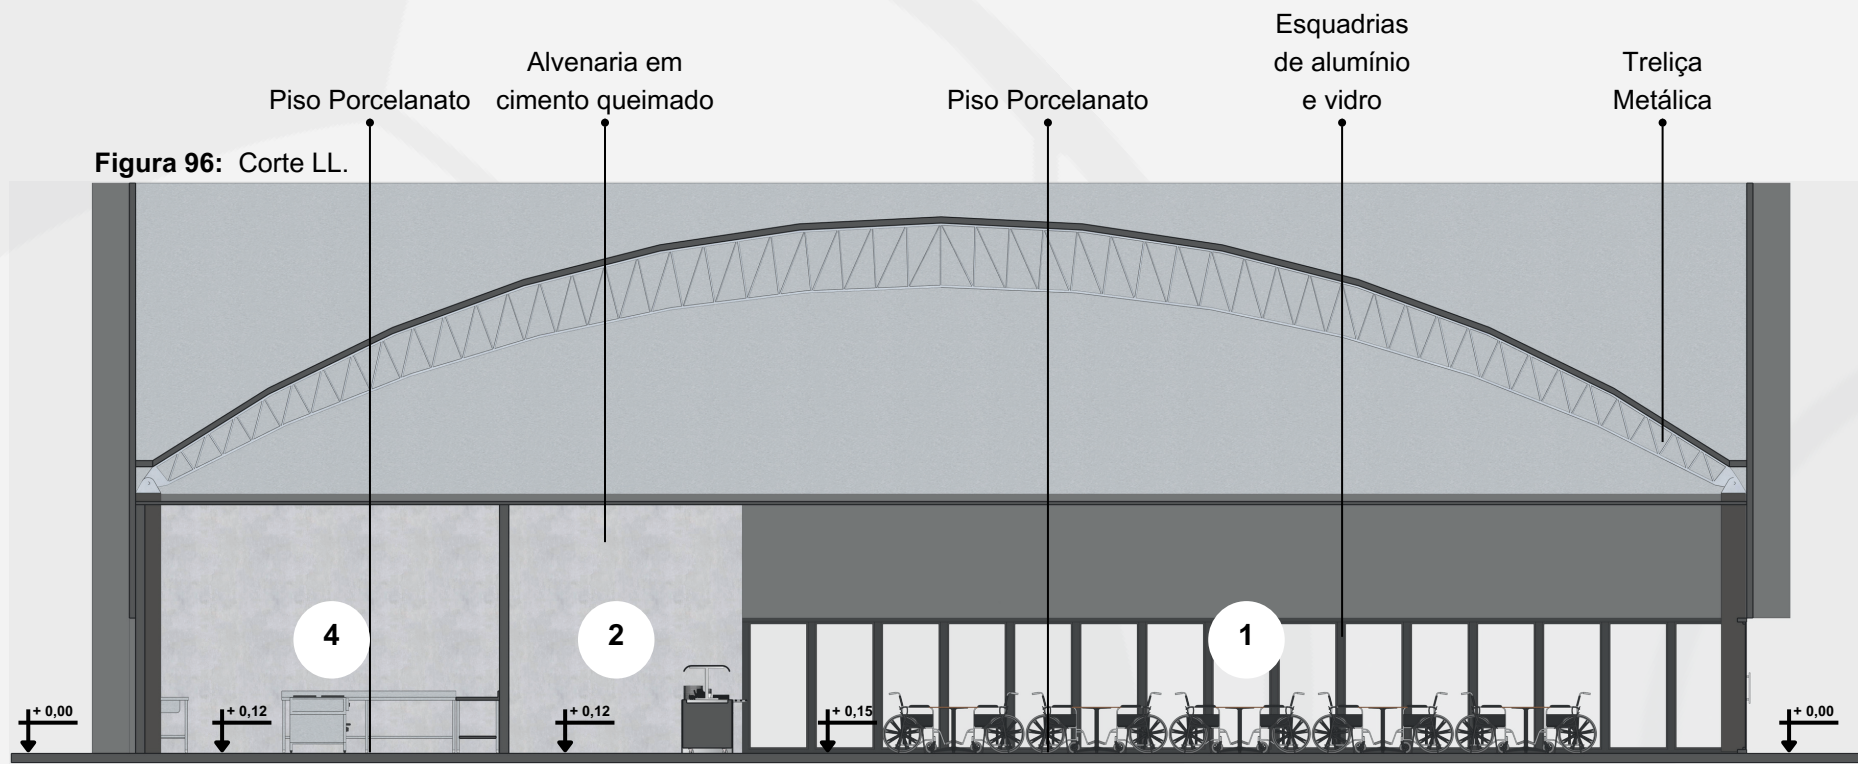 Esquadrias
de alumínio
e vidro
Alvenaria em
cimento queimado
Treliça
Metálica
Piso Porcelanato
Piso Porcelanato
Figura 96: Corte LL.
4
2
1
+ 0,00
+ 0,12
+ 0,12
+ 0,15
+ 0,00